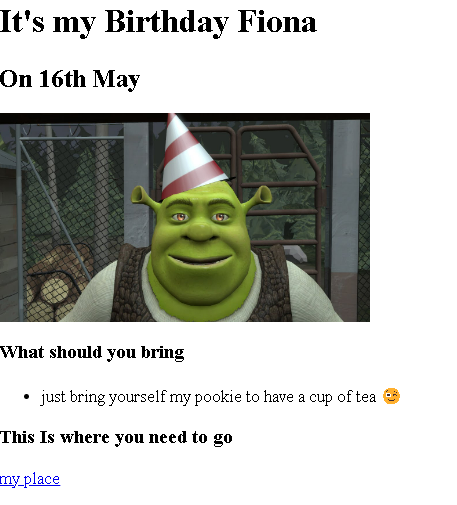 It's my Birthday Fiona
On 16th May
What should you bring
just bring yourself my pookie to have a cup of tea 😉
This Is where you need to go
my place